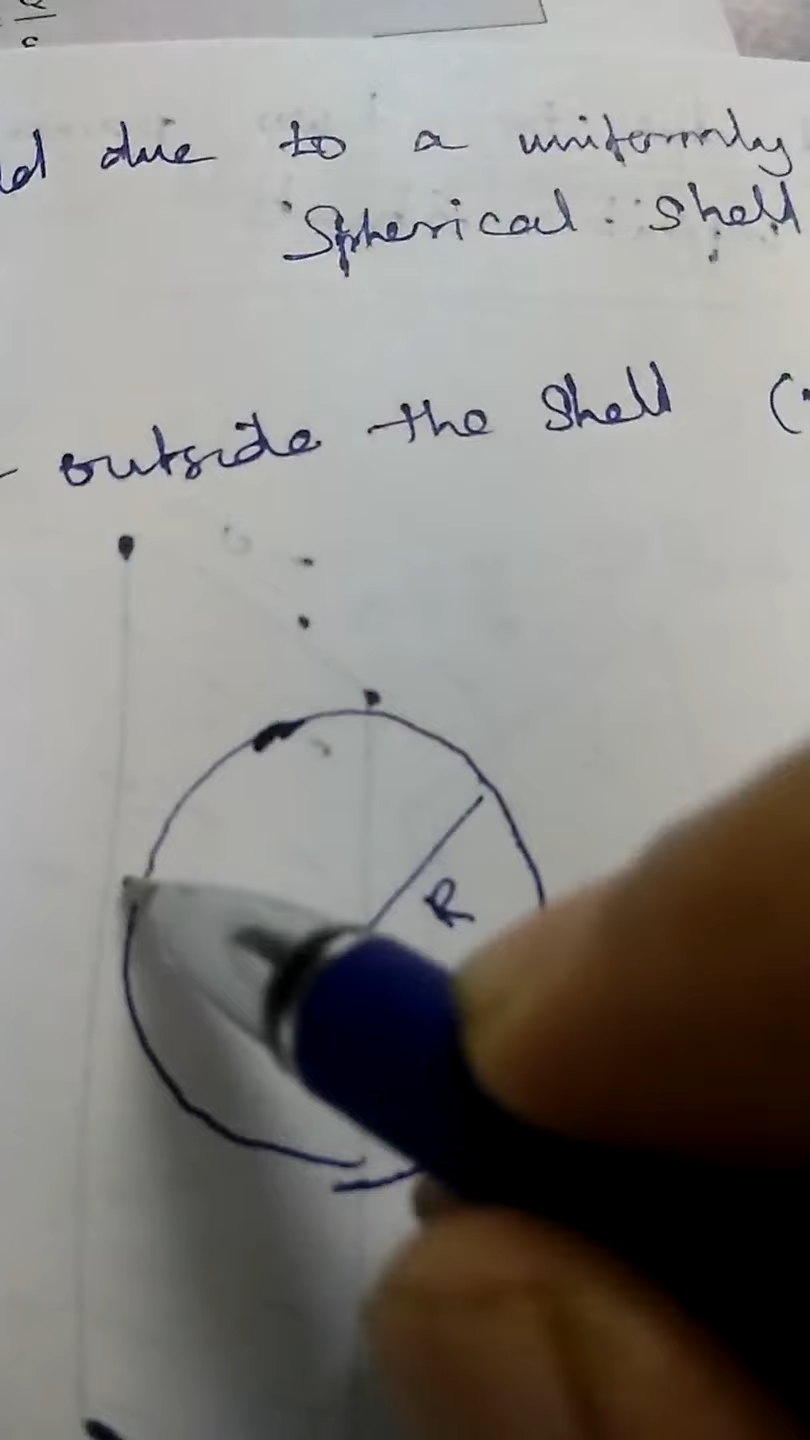 due to a uniformly
Spherical shell
outside the shell (
R